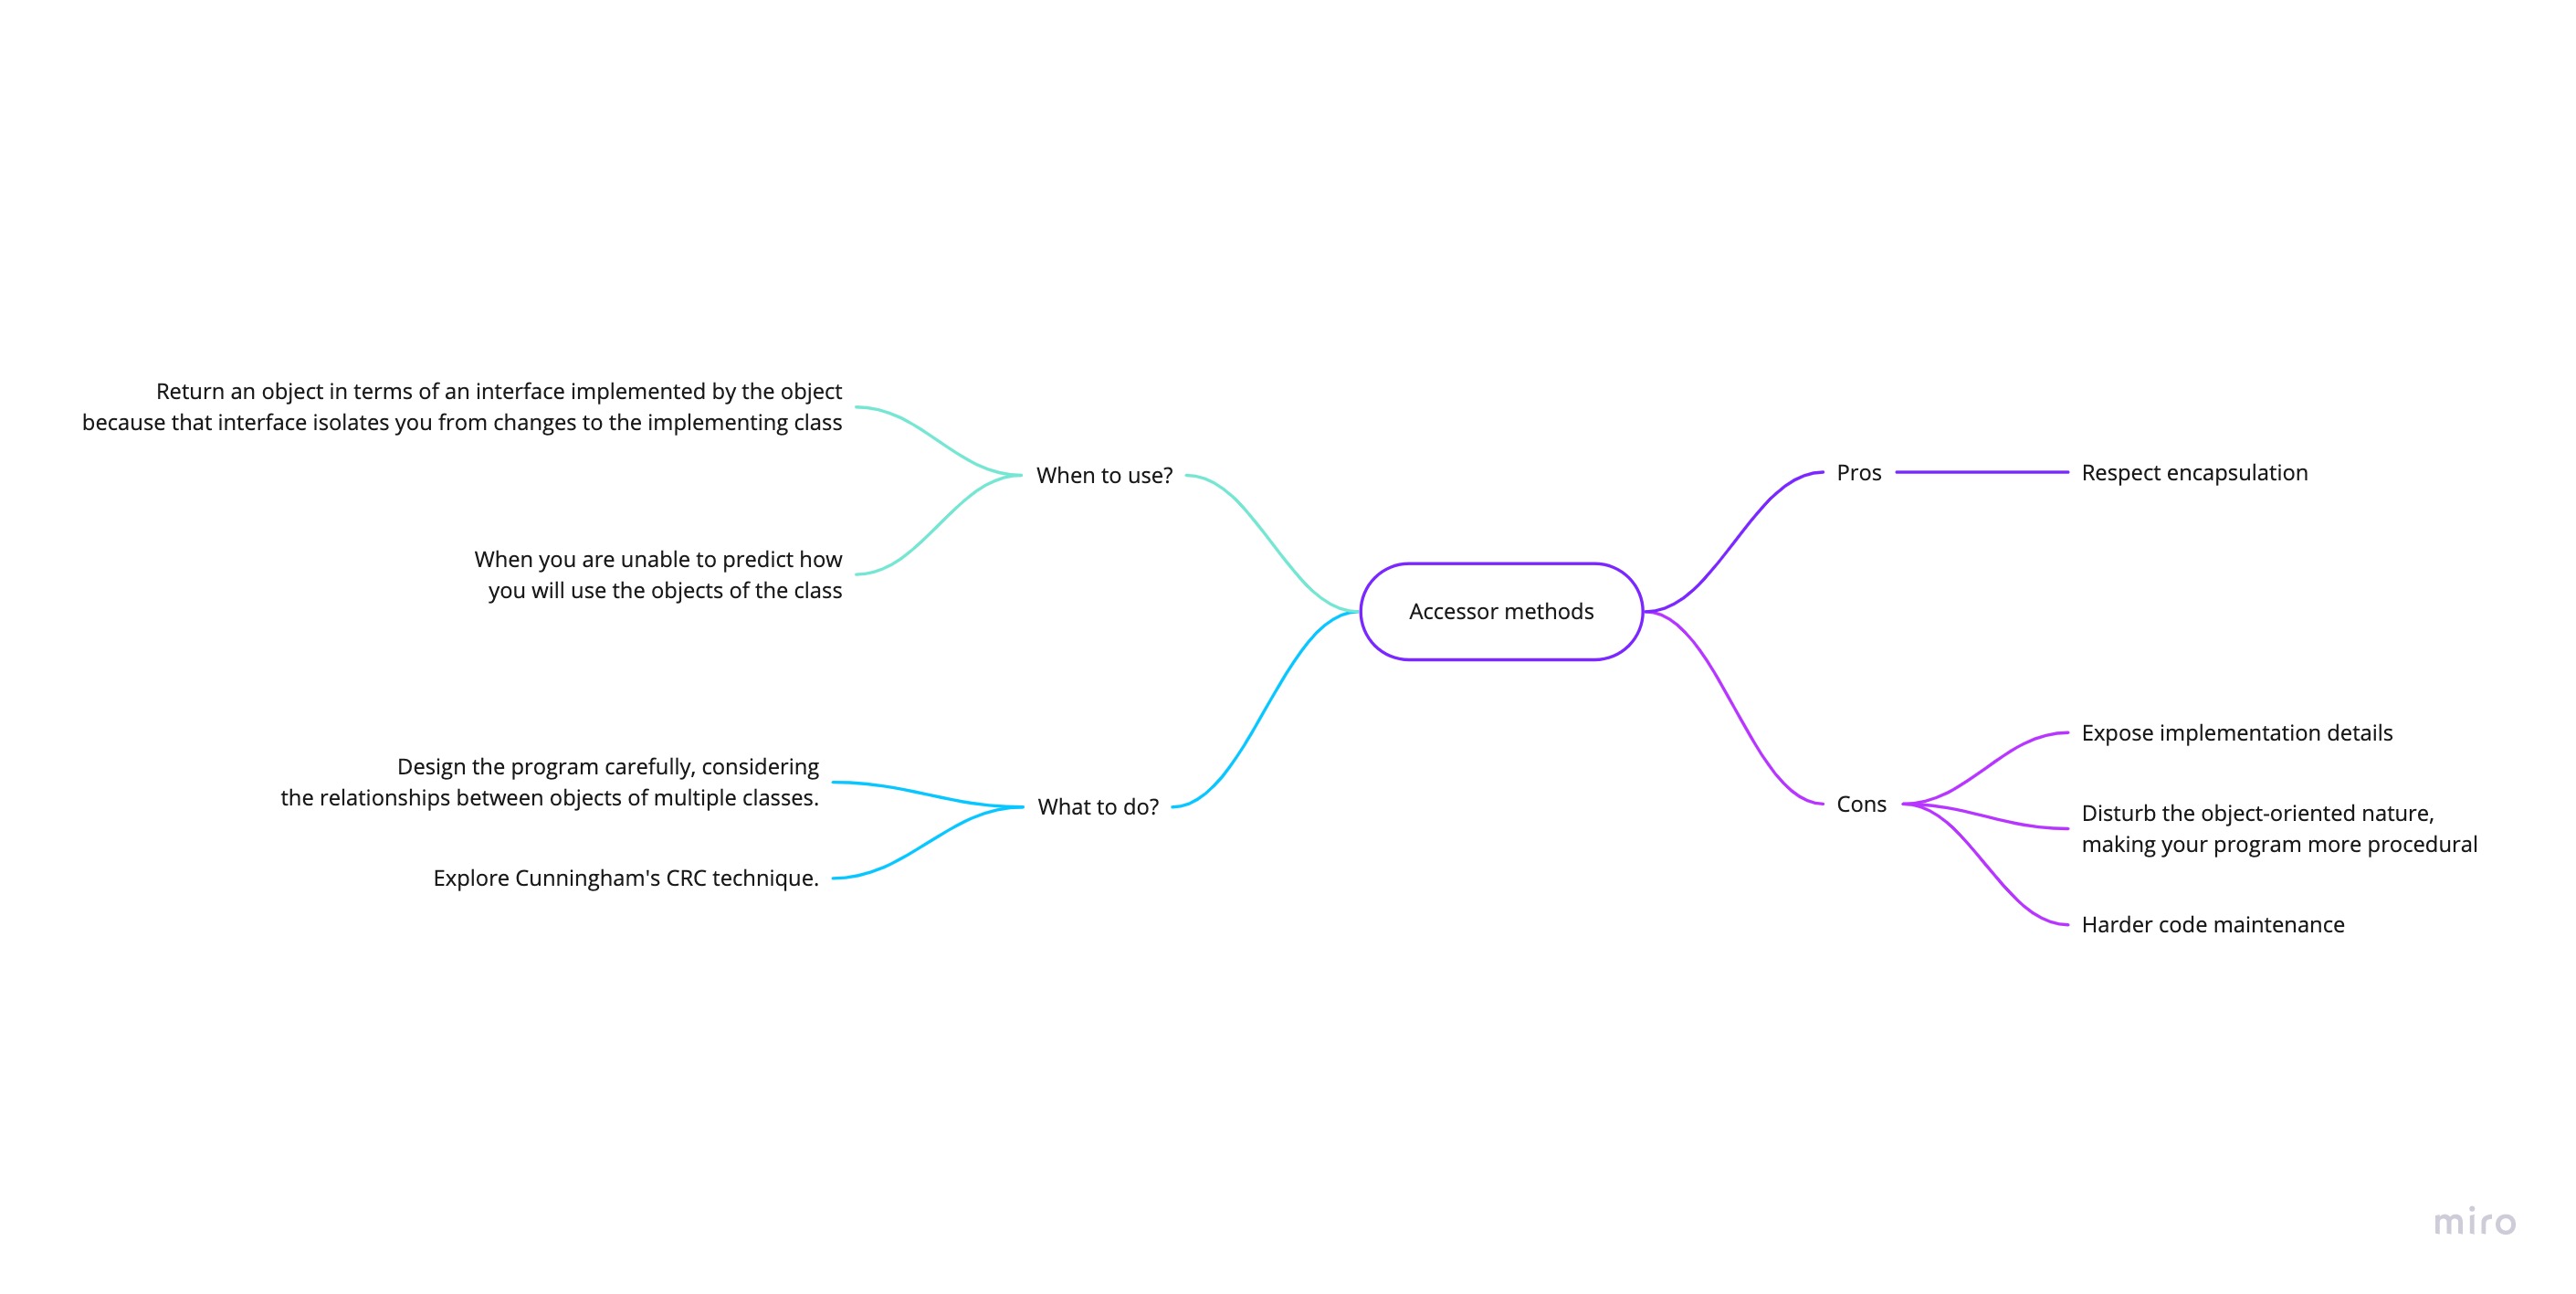 Return an object in terms of an interface implemented by the object
because that interface isolates you from changes to the implementing class
When to use?
When you are unable to predict how
you will use the objects of the class
Design the program carefully, considering
the relationships between objects of multiple classes.
What to do?
Explore Cunningham's CRC technique.
Accessor methods
Pros
Respect encapsulation
Cons
Expose implementation details
Disturb the object-oriented nature,
making your program more procedural
Harder code maintenance
miro